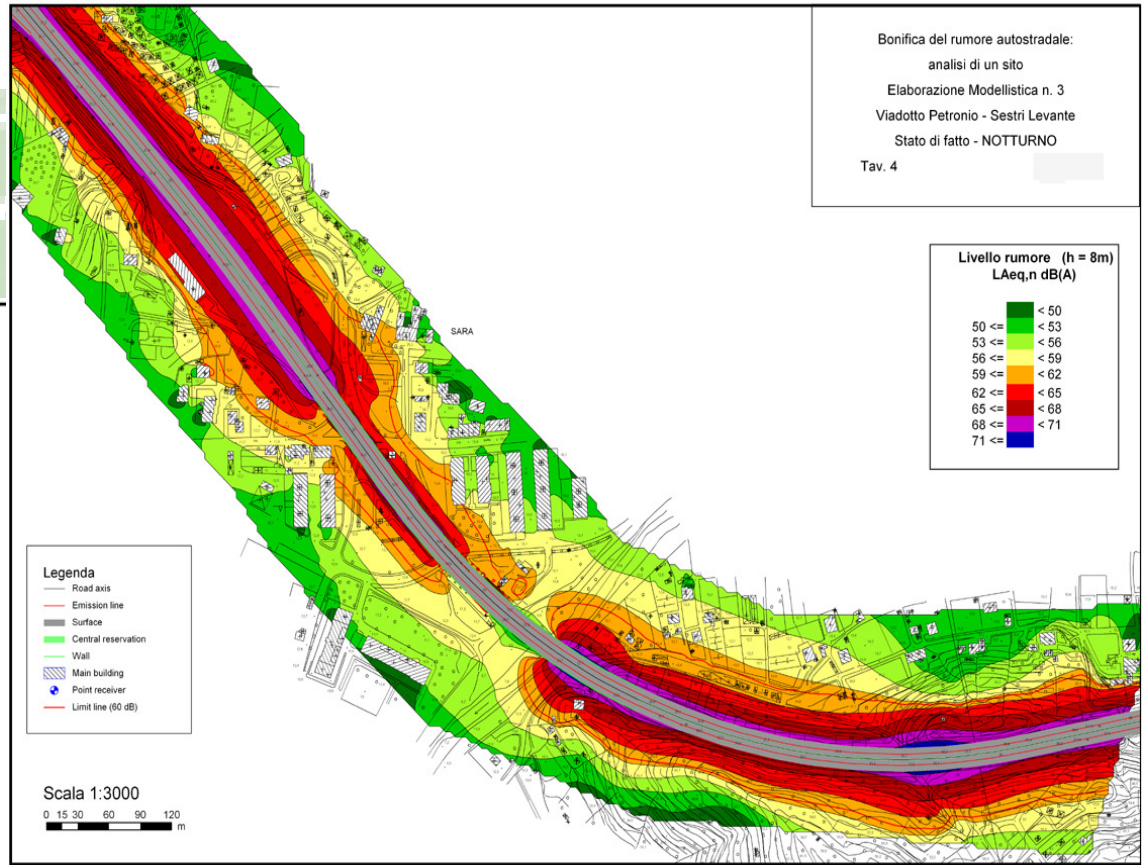 Bonifica del rumore autostradale:
analisi di un sito
Elaborazione Modellistica n. 3
Viadotto Petronio - Sestri Levante
Stato di fatto - NOTTURNO
Tav. 4
Livello rumore (h = 8m)
LAeq,n dB(A)
< 50
50 <= < 53
53 <= < 56
56 <= < 59
59 <= < 62
62 <= < 65
65 <= < 68
68 <= < 71
71 <=
SARA
Legenda
Road axis
Emission line
Surface
Central reservation
Wall
Main building
Point receiver
Limit line (60 dB)
Scala 1:3000
0 15 30 60 90 120
m